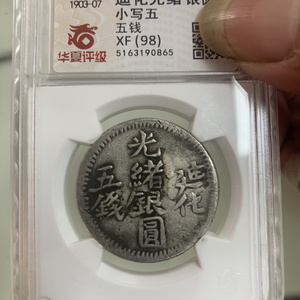 1903-07
迪化光绪银
小写五
五钱
XF (98)
5163190865
华夏评级
光緒銀圓
迪化
五錢